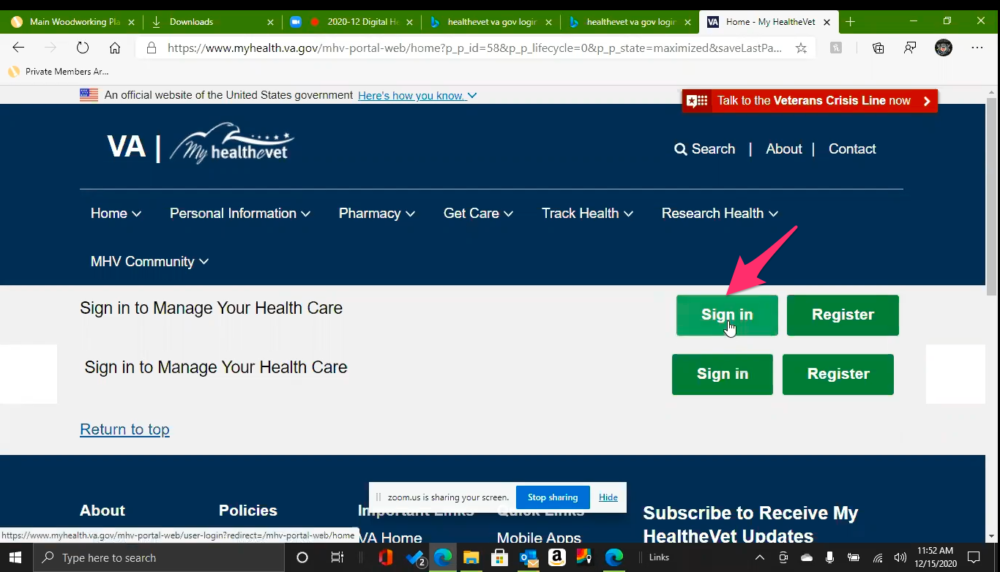 Main Woodworking Pla
Downloads
2020-12 Digital He
healthevet va gov login
healthevet va gov login
VA Home - My HealtheVet
https://www.myhealth.va.gov/mhv-portal-web/home?p_p_id=58&p_p_lifecycle=0&p_p_state=maximized&saveLastPa...
Private Members Ar...
An official website of the United States government Here's how you know.
Talk to the Veterans Crisis Line now
VA | My healthevet
Search | About | Contact
Home Personal Information Pharmacy Get Care Track Health Research Health
MHV Community
Sign in to Manage Your Health Care
Sign in Register
Sign in to Manage Your Health Care
Sign in Register
Return to top
zoom.us is sharing your screen. Stop sharing Hide
About Policies Important Links Quick Links
Subscribe to Receive My
HealtheVet Updates
VA Home Mobile Apps
https://www.myhealth.va.gov/mhv-portal-web/user-login?redirect=/mhv-portal-web/home
Type here to search
2
Links
11:52 AM
12/15/2020